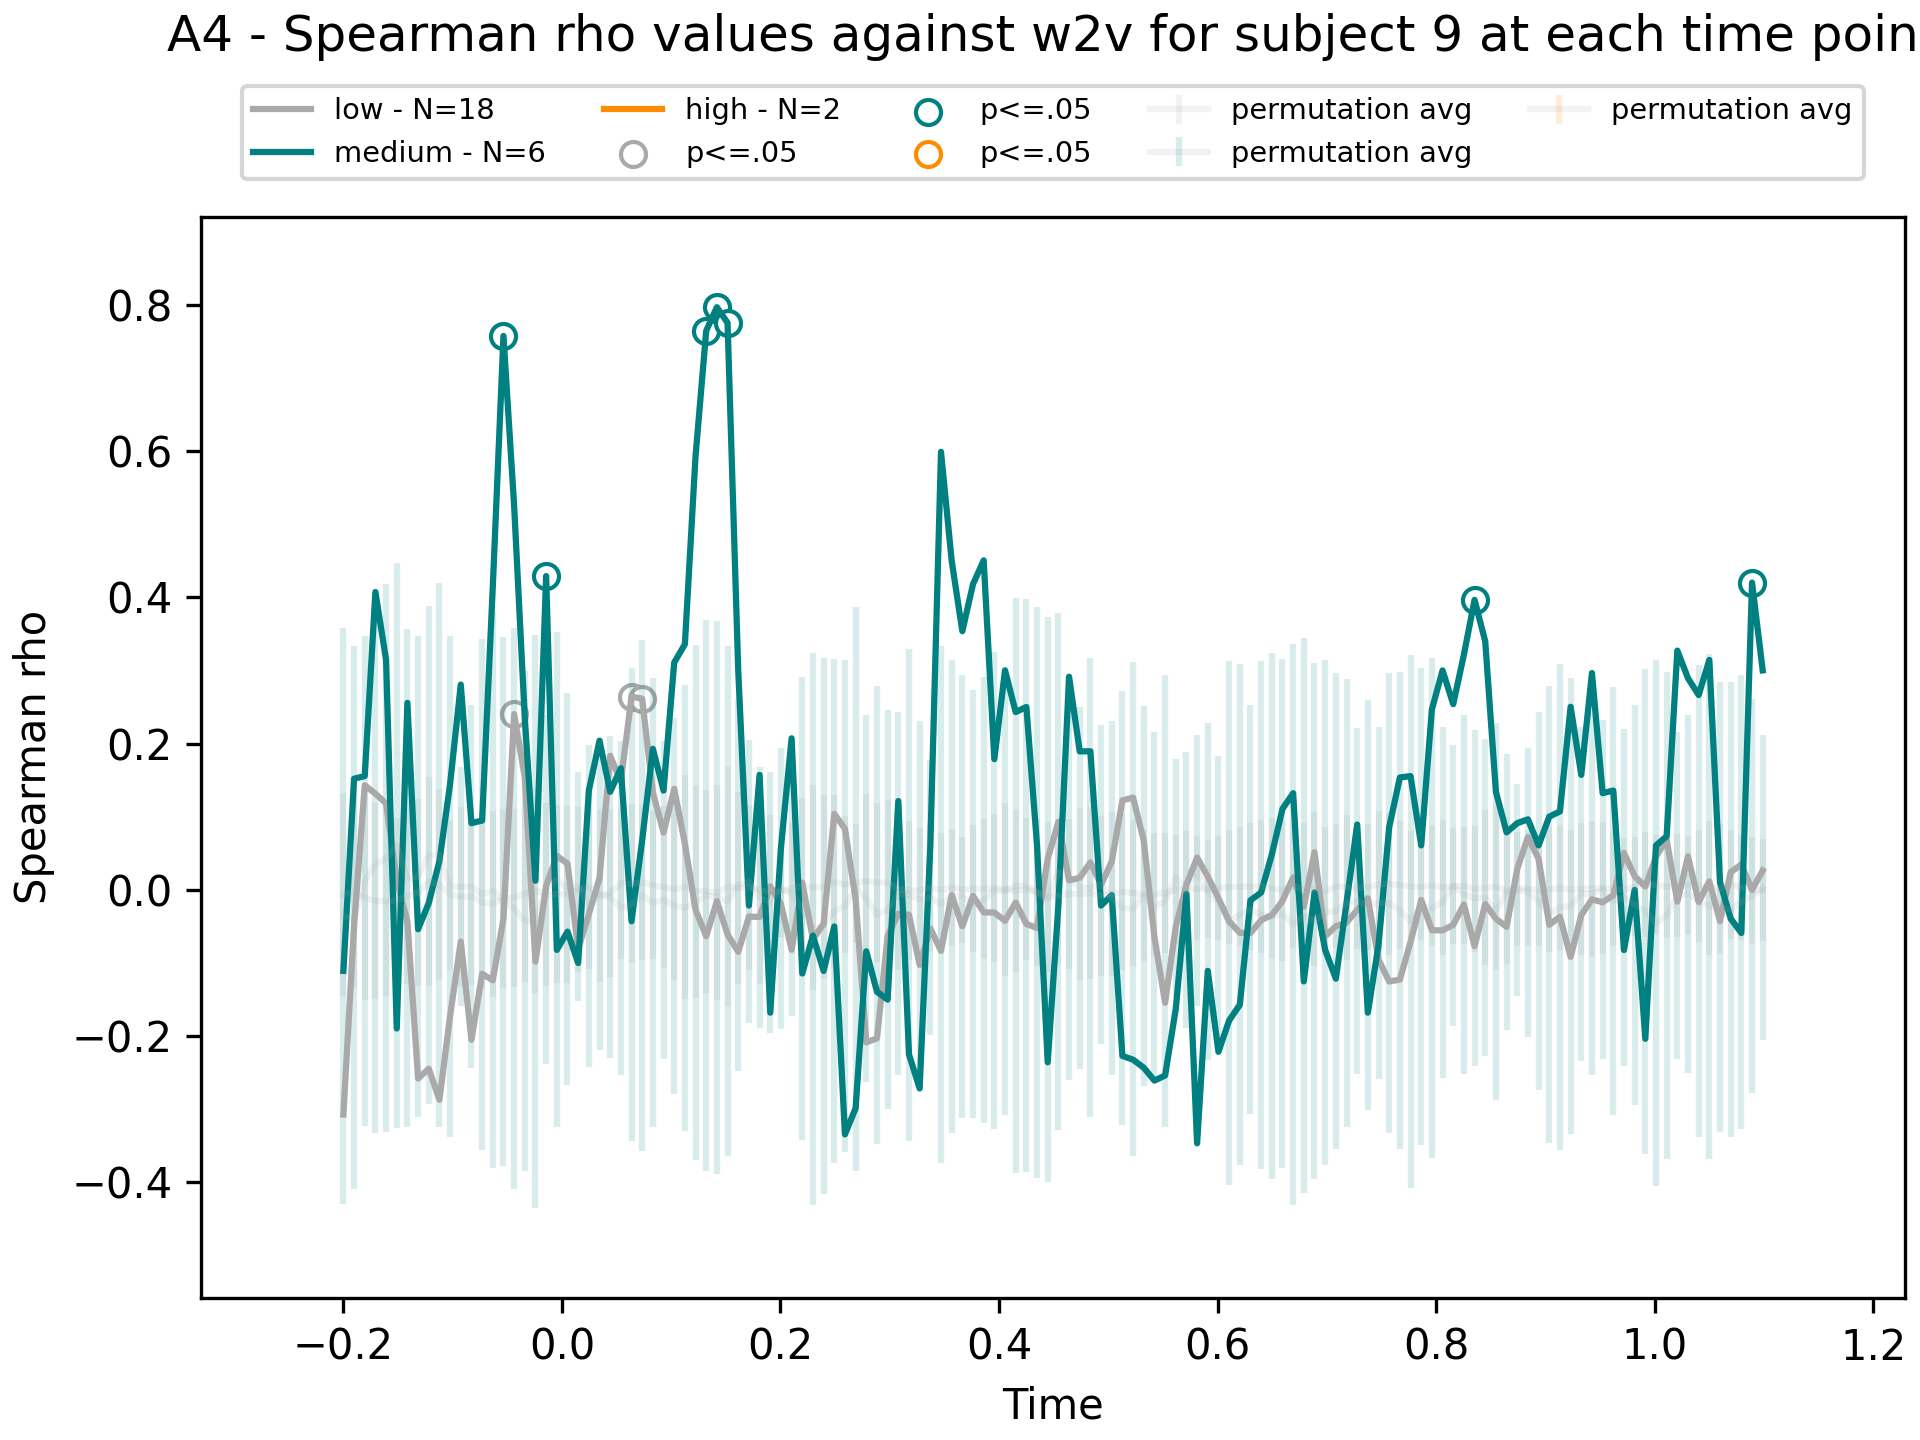 A4 - Spearman rho values against w2v for subject 9 at each time poin
low - N=18 high - N=2 p<=.05 permutation avg permutation avg
medium - N=6 p<=.05 p<=.05 permutation avg
Spearman rho
0.8
0.6
0.4
0.2
0.0
−0.2
−0.4
−0.2 0.0 0.2 0.4 0.6 0.8 1.0 1.2
Time